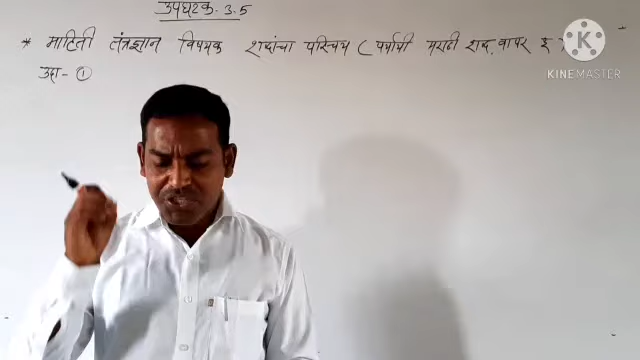 उपघटक - 3.5
* माहिती तंत्रज्ञान विषयक शब्दांचा परिचय ( पर्यायी मराठी शब्द, वापर इ )
उदा - ①
KINEMASTER